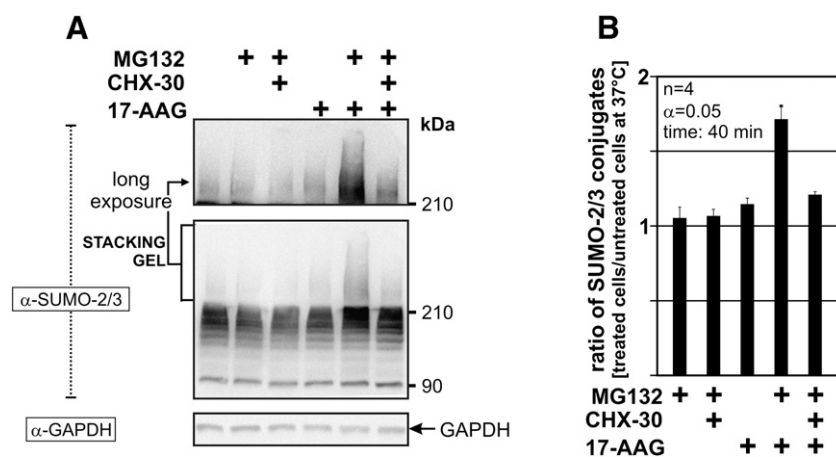 A
MG132 + + + +
CHX-30 + +
17-AAG + + +
kDa
long
exposure
210
STACKING
GEL
α-SUMO-2/3
210
90
α-GAPDH
GAPDH
B
ratio of SUMO-2/3 conjugates
[treated cells/untreated cells at 37°C]
2
n=4
α=0.05
time: 40 min
1
MG132 + + + +
CHX-30 + +
17-AAG + + +